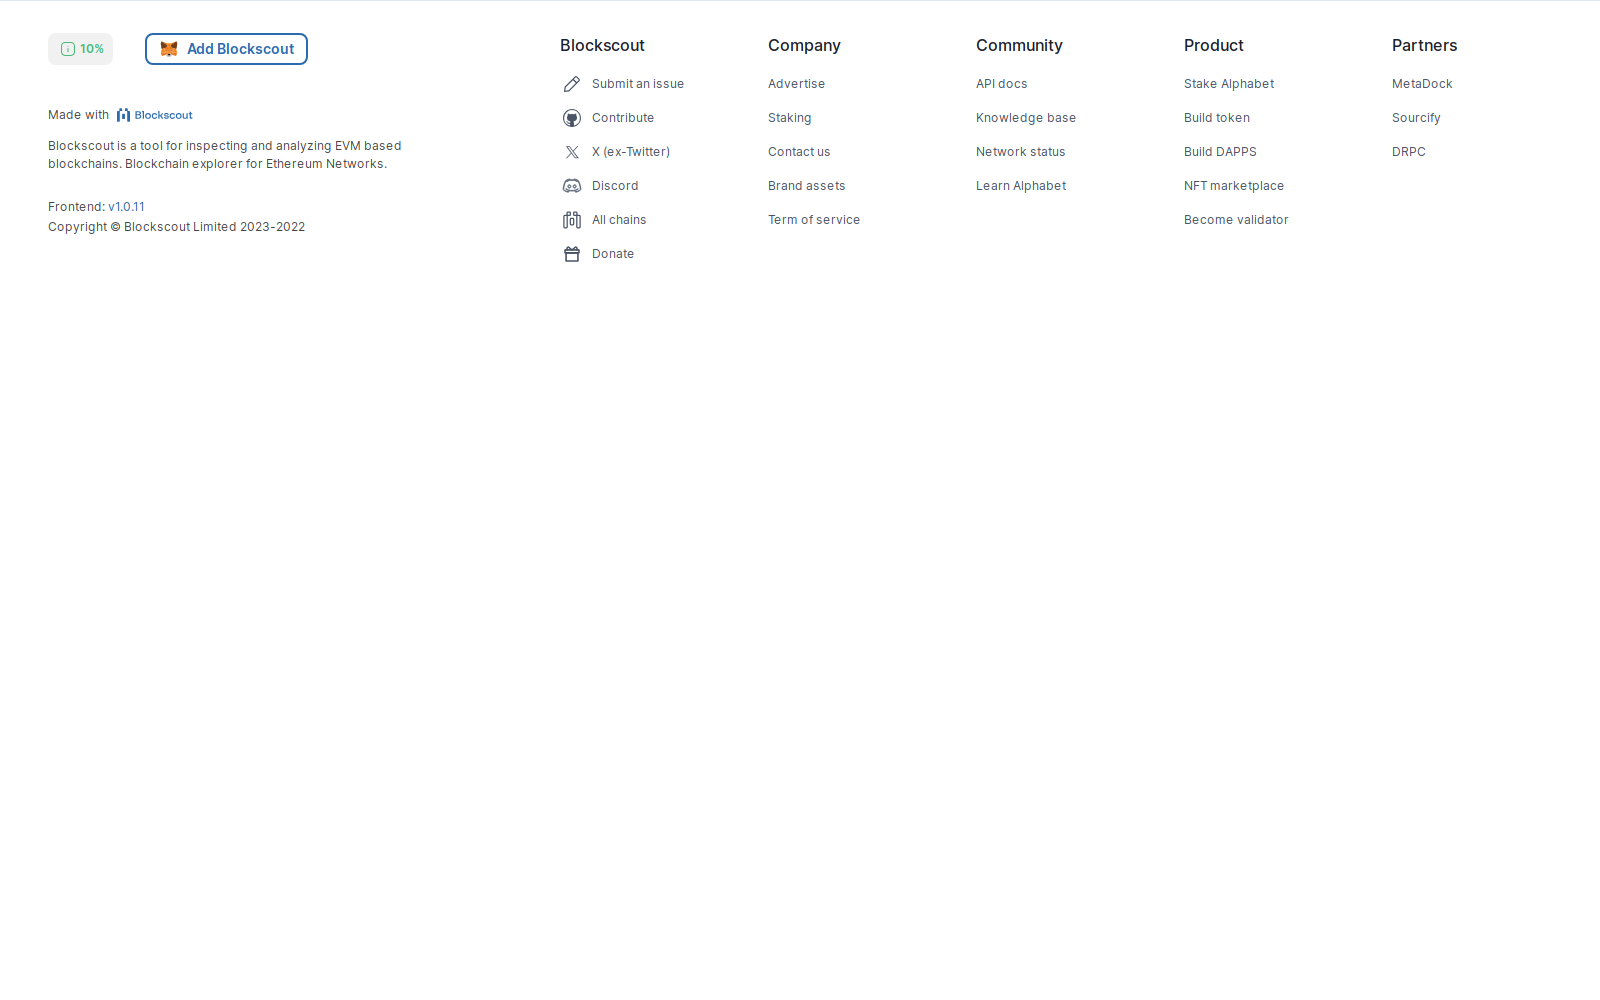 10%
Add Blockscout
Made with Blockscout
Blockscout is a tool for inspecting and analyzing EVM based
blockchains. Blockchain explorer for Ethereum Networks.
Frontend: v1.0.11
Copyright © Blockscout Limited 2023-2022
Blockscout
Submit an issue
Contribute
X (ex-Twitter)
Discord
All chains
Donate
Company
Advertise
Staking
Contact us
Brand assets
Term of service
Community
API docs
Knowledge base
Network status
Learn Alphabet
Product
Stake Alphabet
Build token
Build DAPPS
NFT marketplace
Become validator
Partners
MetaDock
Sourcify
DRPC